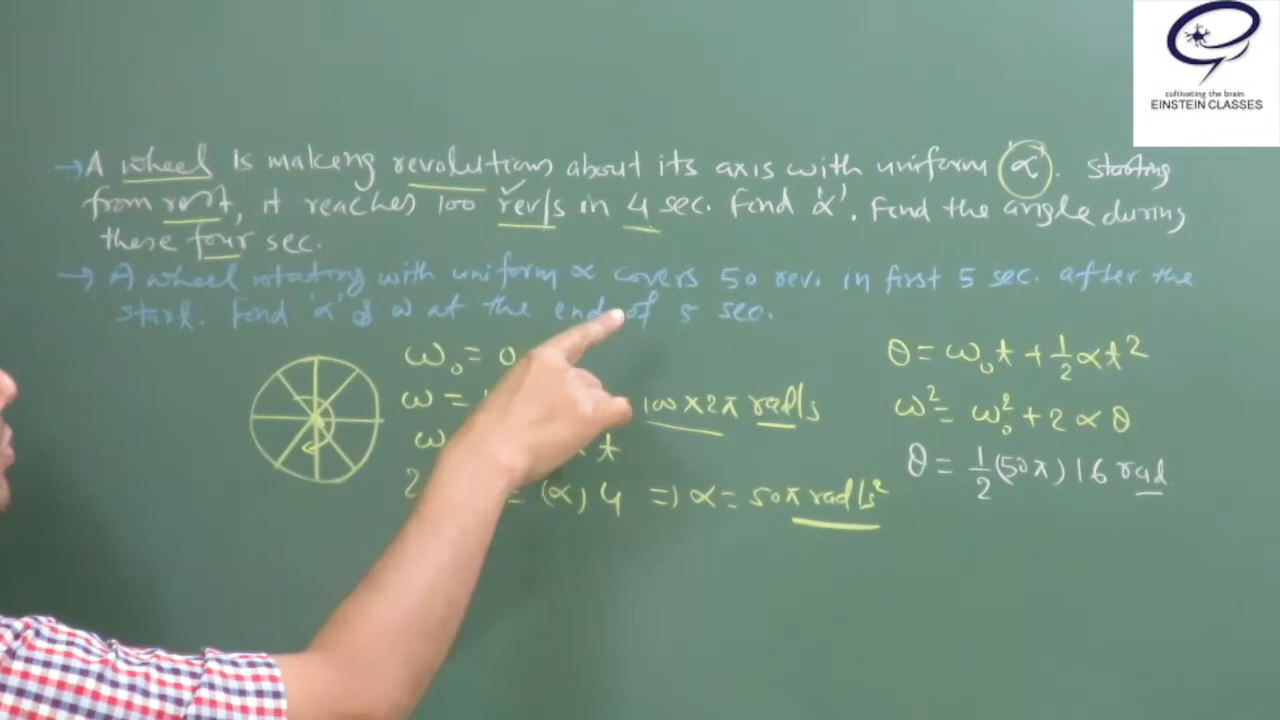 cultivating the brain
EINSTEIN CLASSES
→ A wheel is making revolutions about its axis with uniform 'α'. Starting
from rest, it reaches 100 rev/s in 4 sec. Find 'α'. Find the angle during
these four sec.
→ A wheel rotating with uniform α covers 50 rev. in first 5 sec. after the
start. Find 'α' & ω at the end of 5 sec.
ω₀ = 0
ω = 100 × 2π rad/s
ω t
2 = (α) 4 ⇒ α = 50π rad/s²
θ = ω₀t + 1/2 αt²
ω² = ω₀² + 2αθ
θ = 1/2 (50π) 16 rad